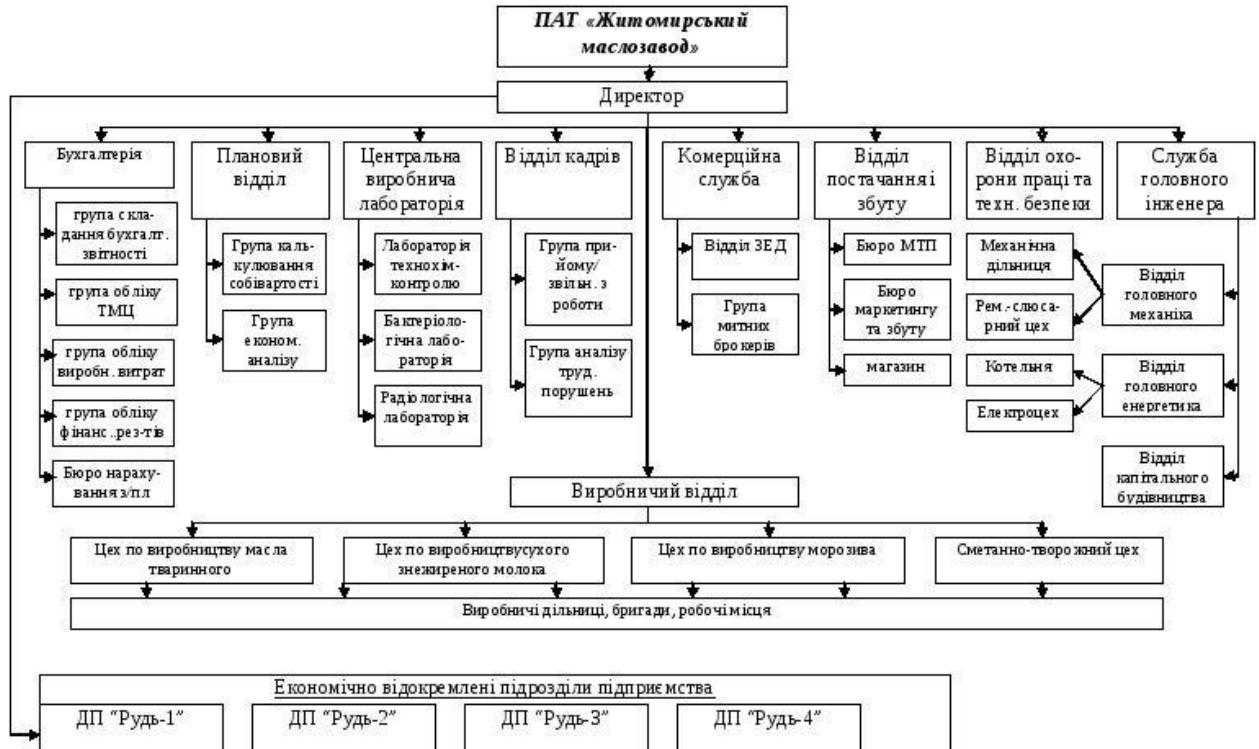 ПАТ «Житомирський
маслозавод»
Директор
Бухгалтерія
група скла-
дання бухгалт.
звітності
група обліку
ТМЦ
група обліку
виробн. витрат
група обліку
фінанс..рез-тів
Бюро нараху-
вання з/пл
Плановий
відділ
Група каль-
кулювання
собівартості
Група
економ.
аналізу
Центральна
виробнича
лабораторія
Лабораторія
технохім-
контролю
Бактеріоло-
гічна лабо-
раторія
Радіологічна
лабораторія
Відділ кадрів
Група при-
йому/
звільн. з
роботи
Група аналізу
труд.
порушень
Комерційна
служба
Відділ ЗЕД
Група
митних
брокерів
Відділ
постачання і
збуту
Бюро МТП
Бюро
маркетингу
та збуту
магазин
Відділ охо-
рони праці та
техн. безпеки
Служба
головного
інженера
Механічна
дільниця
Рем.-слюса-
рний цех
Відділ
головного
механіка
Котельня
Електроцех
Відділ
головного
енергетика
Відділ
капітального
будівництва
Виробничий відділ
Цех по виробництву масла
тваринного
Цех по виробництвусухого
знежиреного молока
Цех по виробництву морозива
Сметанно-творожний цех
Виробничі дільниці, бригади, робочі місця
Економічно відокремлені підрозділи підприємства
ДП “Рудь-1”
ДП “Рудь-2”
ДП “Рудь-3”
ДП “Рудь-4”